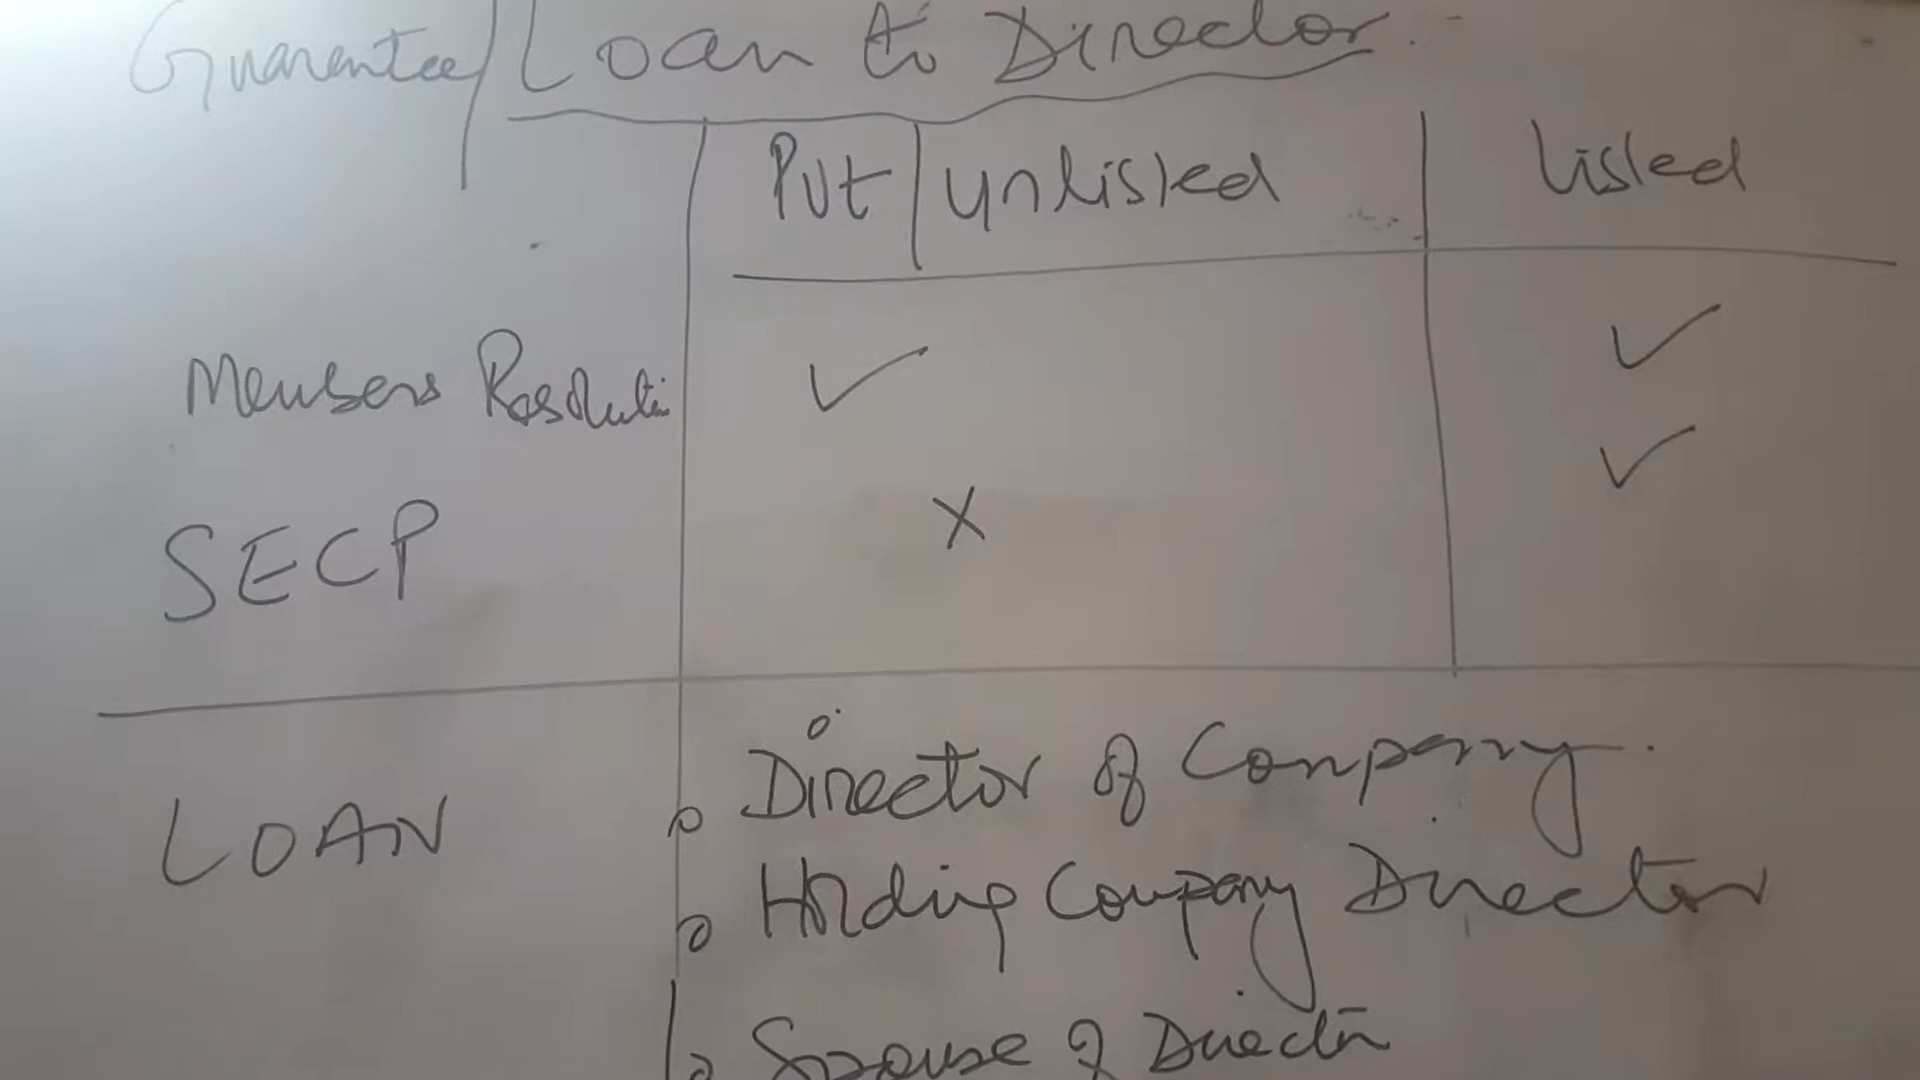 Guarantee/Loan to Director
Pvt | unlisted | listed
Members Resoluti ✓ ✓
SECP X ✓
LOAN
o Director of Company.
o Holding Company Director
o Spouse of Director